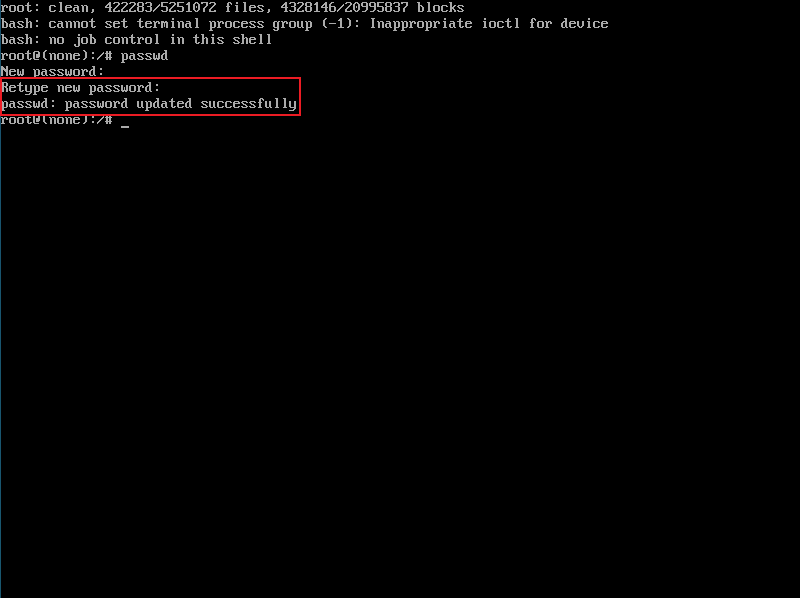 root: clean, 422283/5251072 files, 4328146/20995837 blocks
bash: cannot set terminal process group (-1): Inappropriate ioctl for device
bash: no job control in this shell
root@(none):/# passwd
New password:
Retype new password:
passwd: password updated successfully
root@(none):/# _